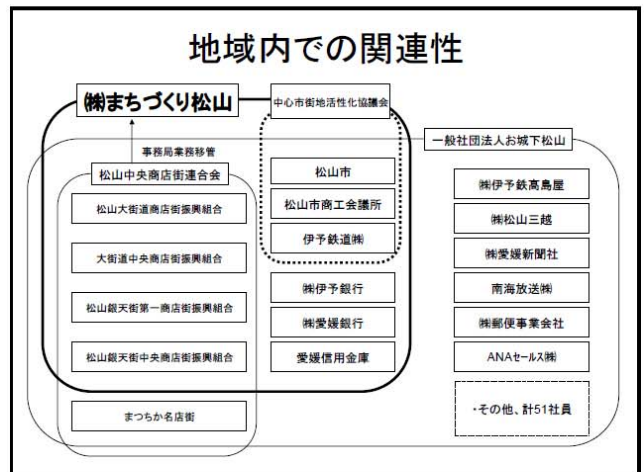 地域内での関連性
㈱まちづくり松山
中心市街地活性化協議会
一般社団法人お城下松山
事務局業務移管
松山中央商店街連合会
松山大街道商店街振興組合
大街道中央商店街振興組合
松山銀天街第一商店街振興組合
松山銀天街中央商店街振興組合
まつちか名店街
松山市
松山市商工会議所
伊予鉄道㈱
㈱伊予銀行
㈱愛媛銀行
愛媛信用金庫
㈱伊予鉄高島屋
㈱松山三越
㈱愛媛新聞社
南海放送㈱
㈱郵便事業会社
ANAセールス㈱
・その他、計51社員